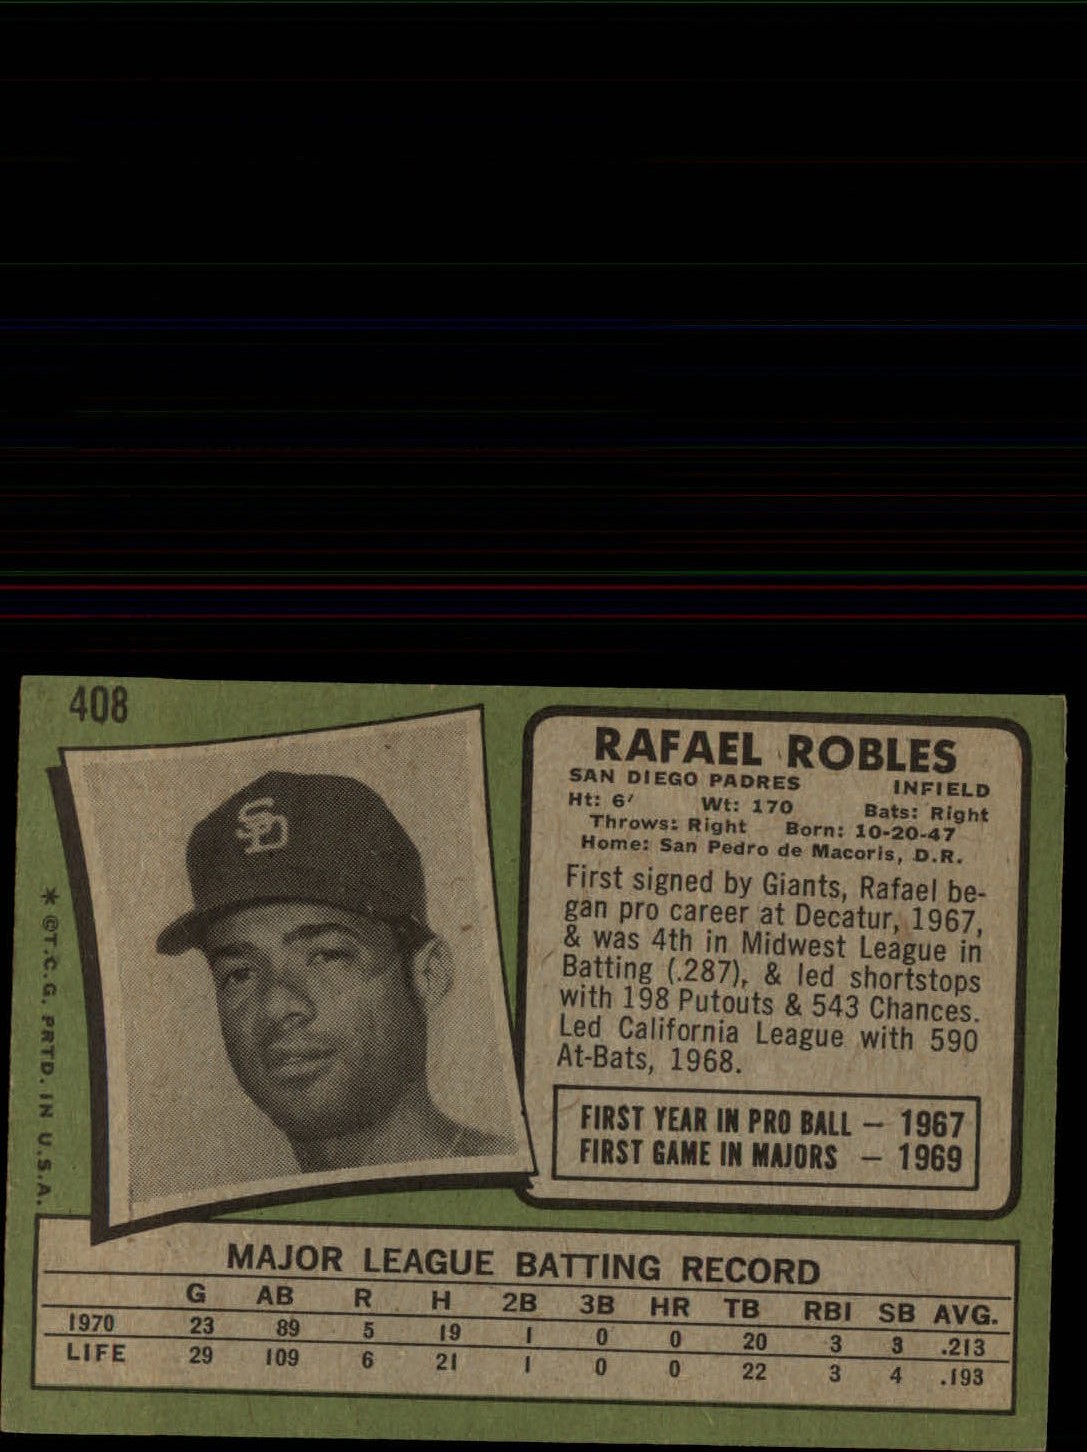 408
RAFAEL ROBLES
SAN DIEGO PADRES INFIELD
Ht: 6' Wt: 170 Bats: Right
Throws: Right Born: 10-20-47
Home: San Pedro de Macoris, D.R.
First signed by Giants, Rafael be-
gan pro career at Decatur, 1967,
& was 4th in Midwest League in
Batting (.287), & led shortstops
with 198 Putouts & 543 Chances.
Led California League with 590
At-Bats, 1968.
FIRST YEAR IN PRO BALL — 1967
FIRST GAME IN MAJORS — 1969
* ©T.C.G. PRTD. IN U.S.A.
SD
MAJOR LEAGUE BATTING RECORD
G AB R H 2B 3B HR TB RBI SB AVG.
1970 23 89 5 19 1 0 0 20 3 3 .213
LIFE 29 109 6 21 1 0 0 22 3 4 .193